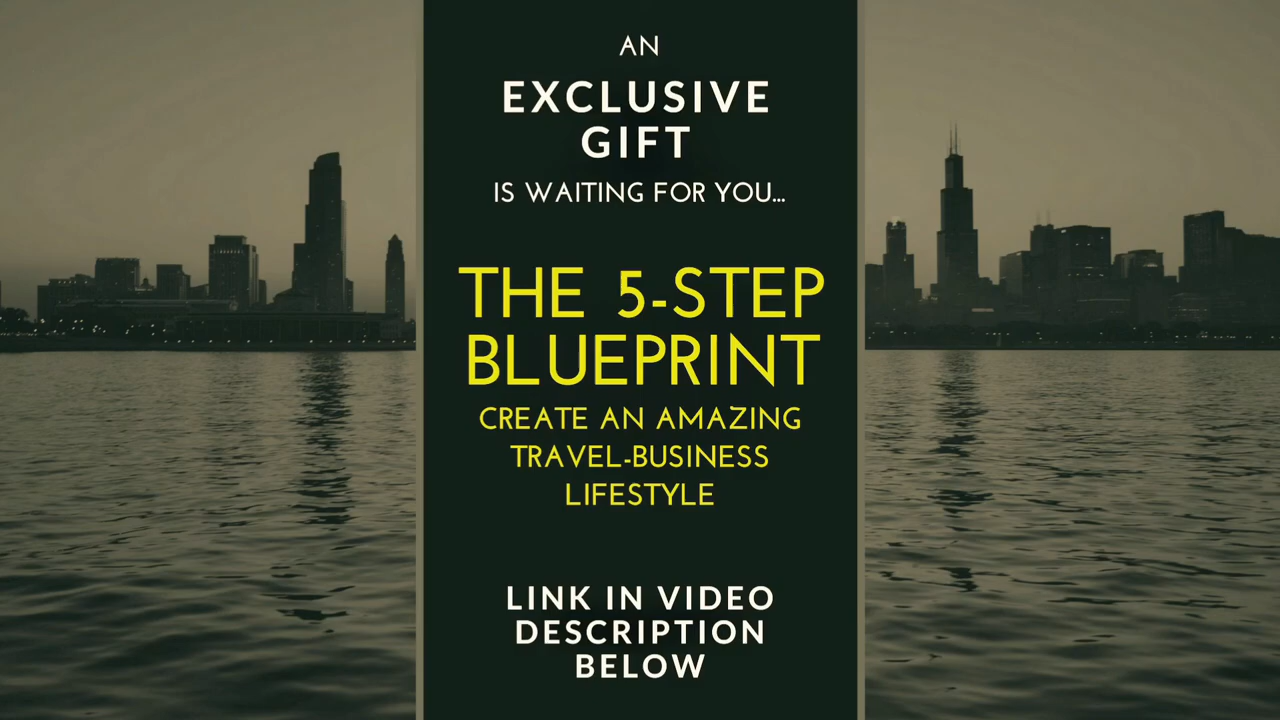 AN
EXCLUSIVE
GIFT
IS WAITING FOR YOU...
THE 5-STEP
BLUEPRINT
CREATE AN AMAZING
TRAVEL-BUSINESS
LIFESTYLE
LINK IN VIDEO
DESCRIPTION
BELOW